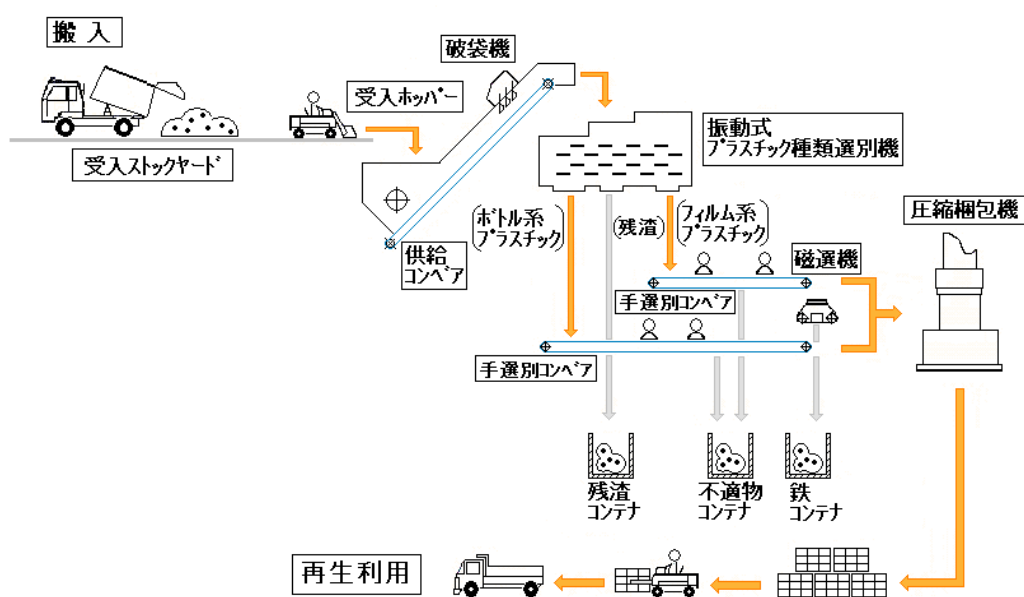 搬入
破袋機
受入ホッパー
受入ストックヤード
振動式
プラスチック種類選別機
圧縮梱包機
(ボトル系
プラスチック)
(残渣)
(フィルム系
プラスチック)
供給
コンベア
磁選機
手選別コンベア
手選別コンベア
残渣
コンテナ
不適物
コンテナ
鉄
コンテナ
再生利用